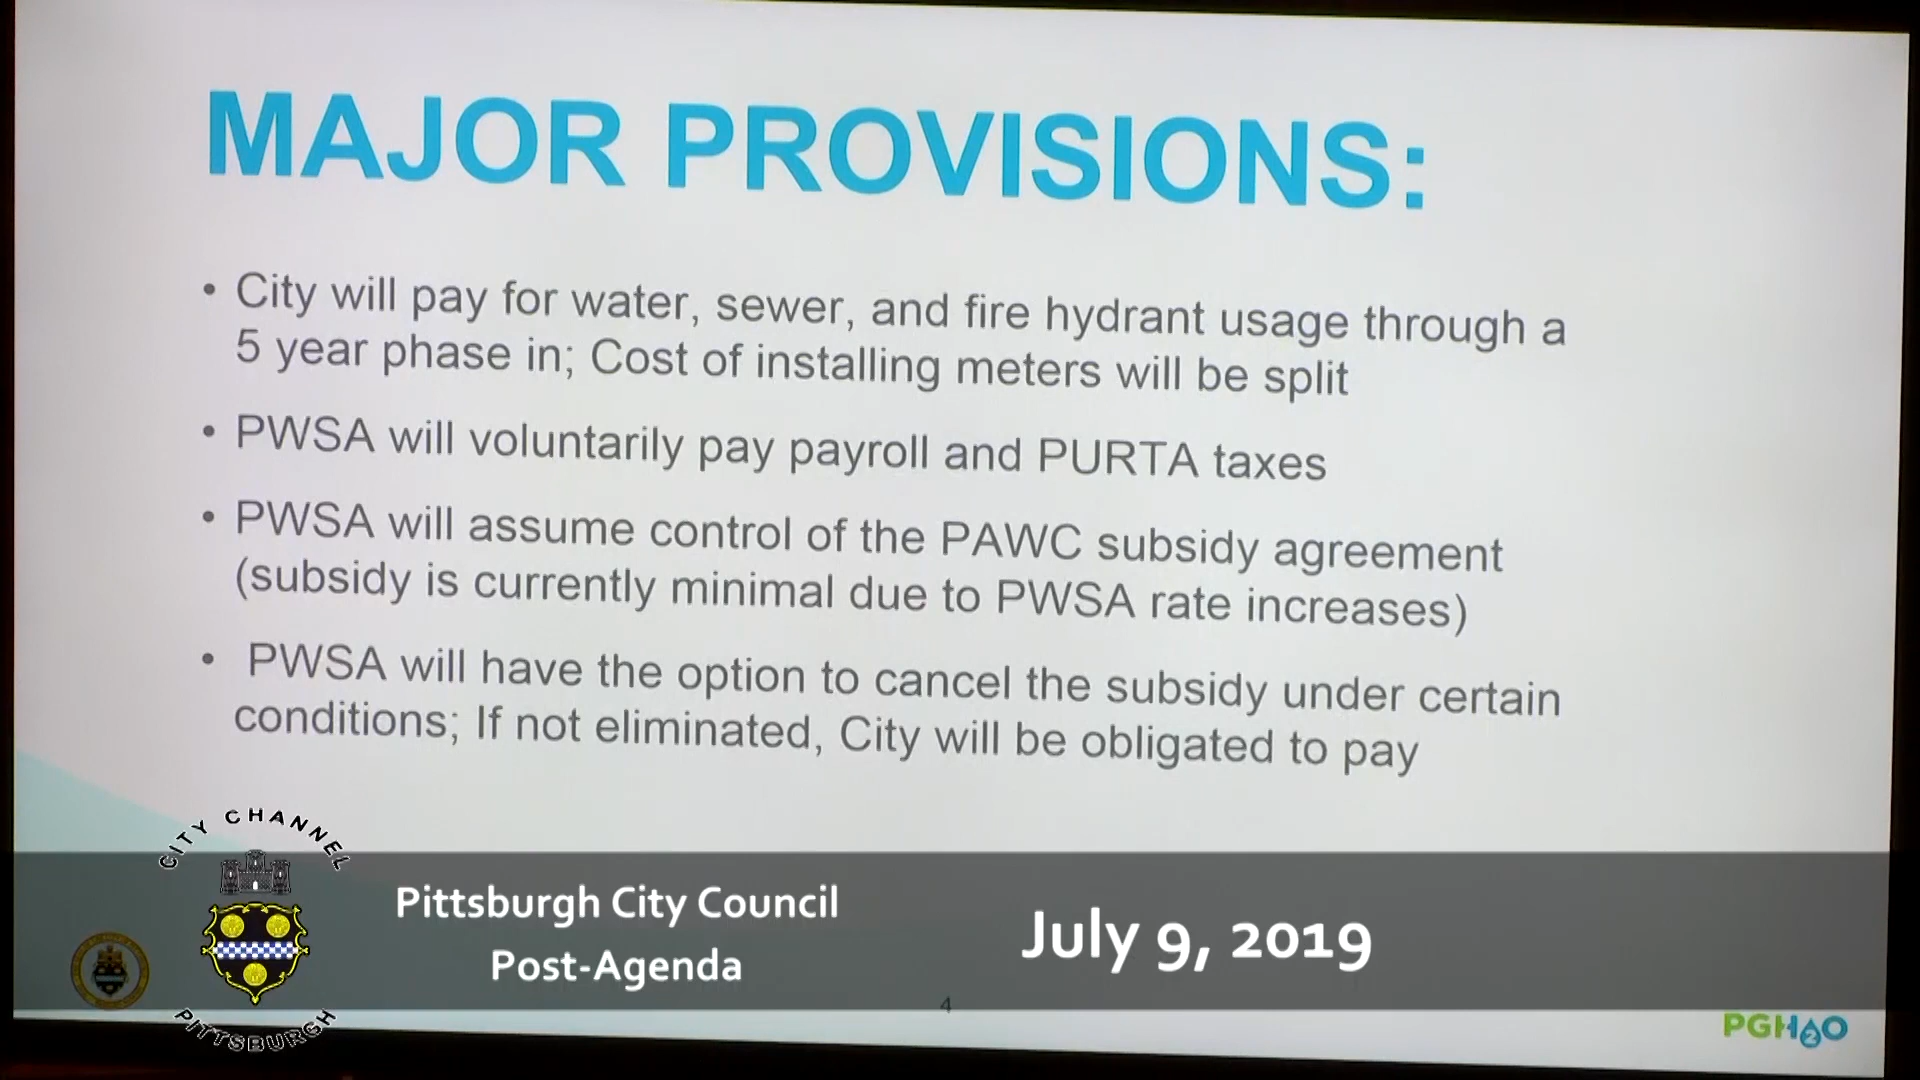 MAJOR PROVISIONS:
• City will pay for water, sewer, and fire hydrant usage through a
5 year phase in; Cost of installing meters will be split
• PWSA will voluntarily pay payroll and PURTA taxes
• PWSA will assume control of the PAWC subsidy agreement
(subsidy is currently minimal due to PWSA rate increases)
• PWSA will have the option to cancel the subsidy under certain
conditions; If not eliminated, City will be obligated to pay
CITY CHANNEL
PITTSBURGH
Pittsburgh City Council
Post-Agenda
July 9, 2019
4
PGH2O